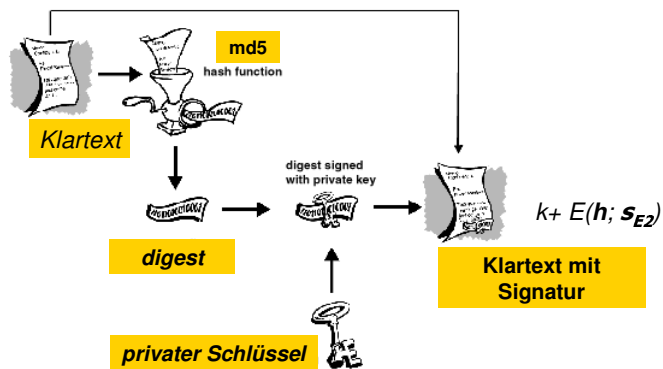 md5
hash function
Klartext
digest signed
with private key
k+ E(h; sE2)
digest
Klartext mit
Signatur
privater Schlüssel